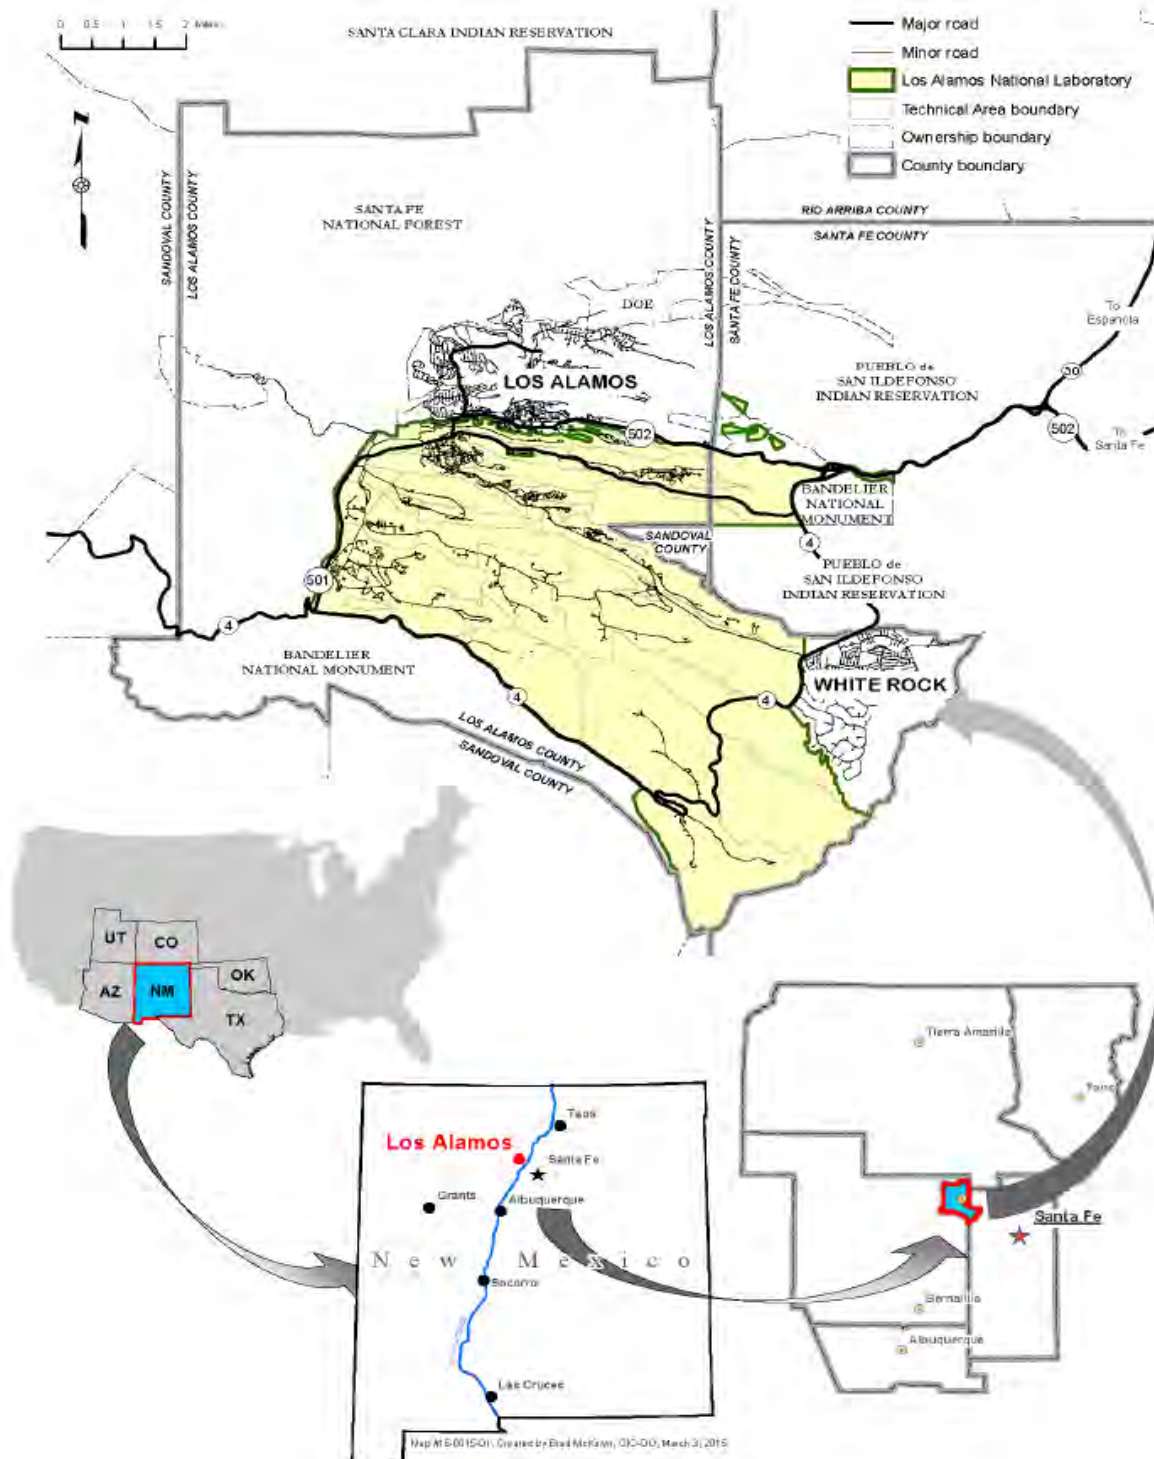 0 0.5 1 1.5 2 Miles
SANTA CLARA INDIAN RESERVATION
Major road
Minor road
Los Alamos National Laboratory
Technical Area boundary
Ownership boundary
County boundary
SANDOVAL COUNTY
LOS ALAMOS COUNTY
SANTA FE
NATIONAL FOREST
RIO ARRIBA COUNTY
SANTA FE COUNTY
LOS ALAMOS COUNTY
SANTA FE COUNTY
DOE
To
Espanola
LOS ALAMOS
PUEBLO de
SAN ILDEFONSO
INDIAN RESERVATION
30
502
502
To
Santa Fe
BANDELIER
NATIONAL
MONUMENT
SANDOVAL
COUNTY
4
501
PUEBLO de
SAN ILDEFONSO
INDIAN RESERVATION
4
BANDELIER
NATIONAL MONUMENT
WHITE ROCK
4
4
LOS ALAMOS COUNTY
SANDOVAL COUNTY
UT
CO
AZ
NM
OK
TX
Tierra Amarilla
Taos
Taos
Los Alamos
Santa Fe
Grants
Albuquerque
Santa Fe
New Mexico
Socorro
Bernalillo
Albuquerque
Las Cruces